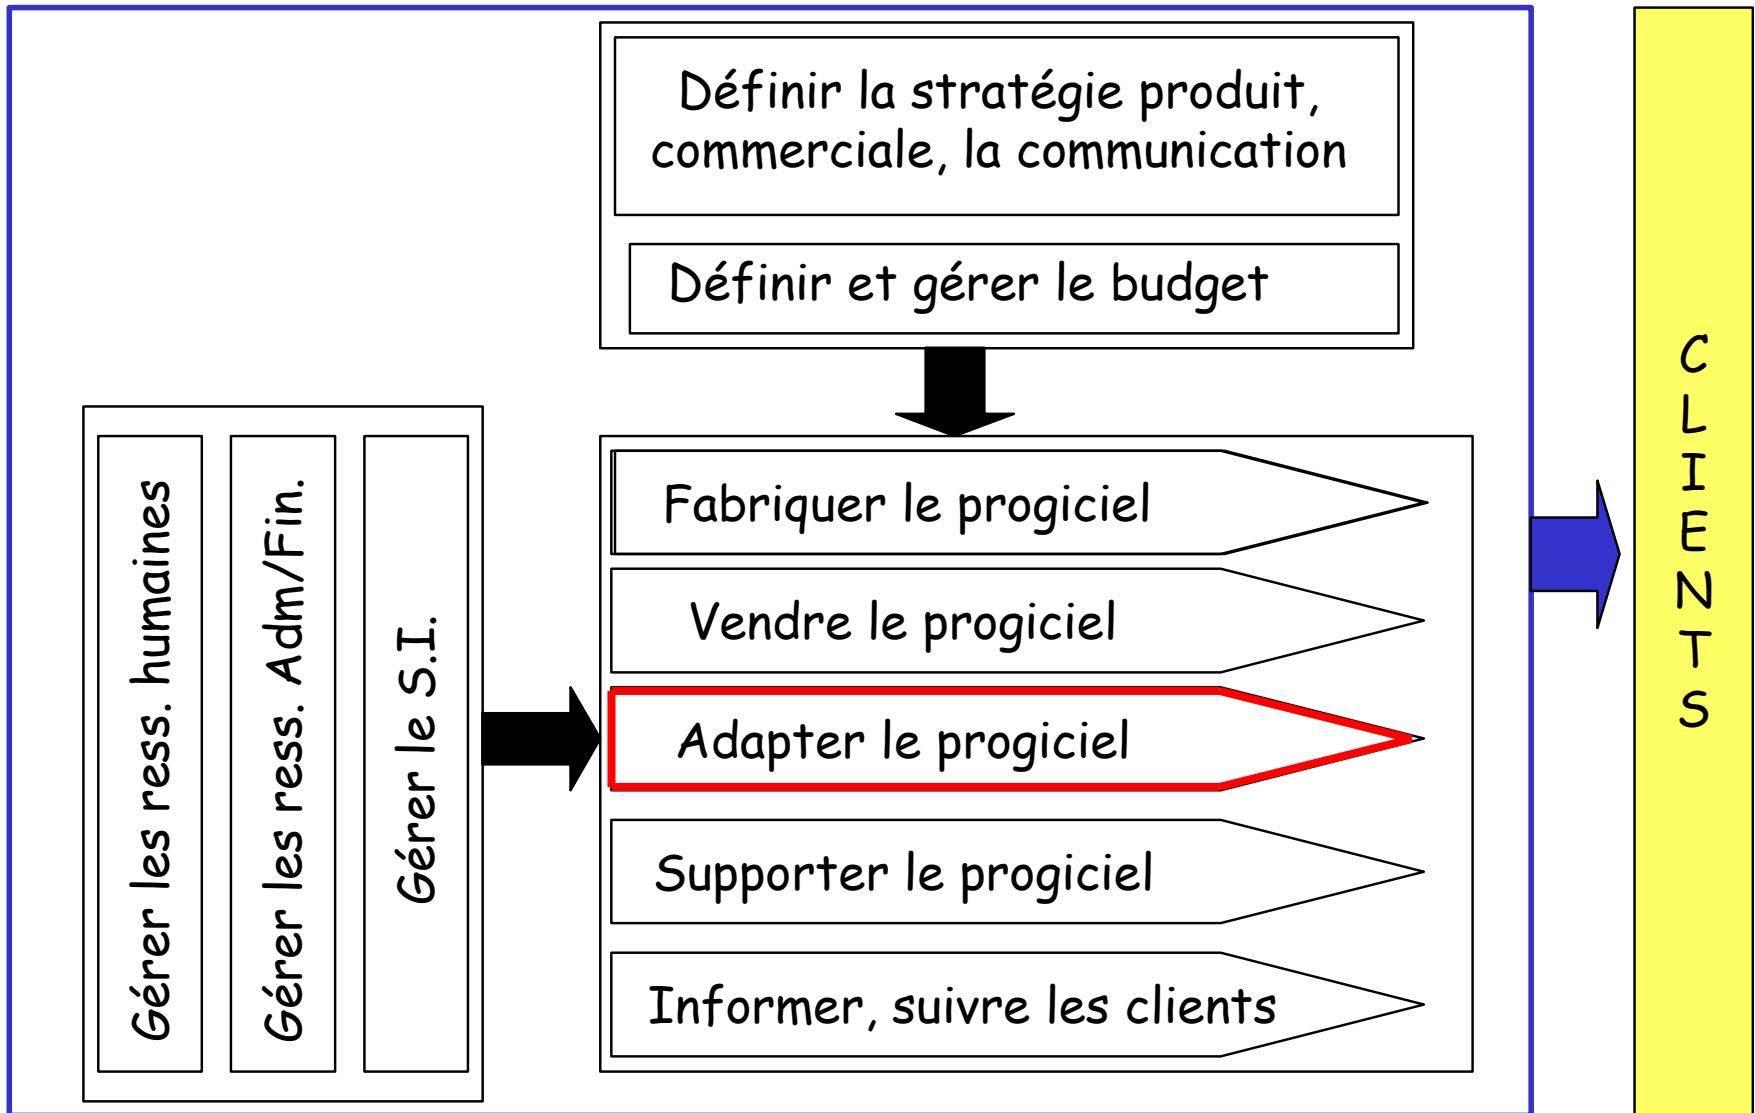 Définir la stratégie produit,
commerciale, la communication
Définir et gérer le budget
Gérer les ress. humaines
Gérer les ress. Adm/Fin.
Gérer le S.I.
Fabriquer le progiciel
Vendre le progiciel
Adapter le progiciel
Supporter le progiciel
Informer, suivre les clients
C
L
I
E
N
T
S